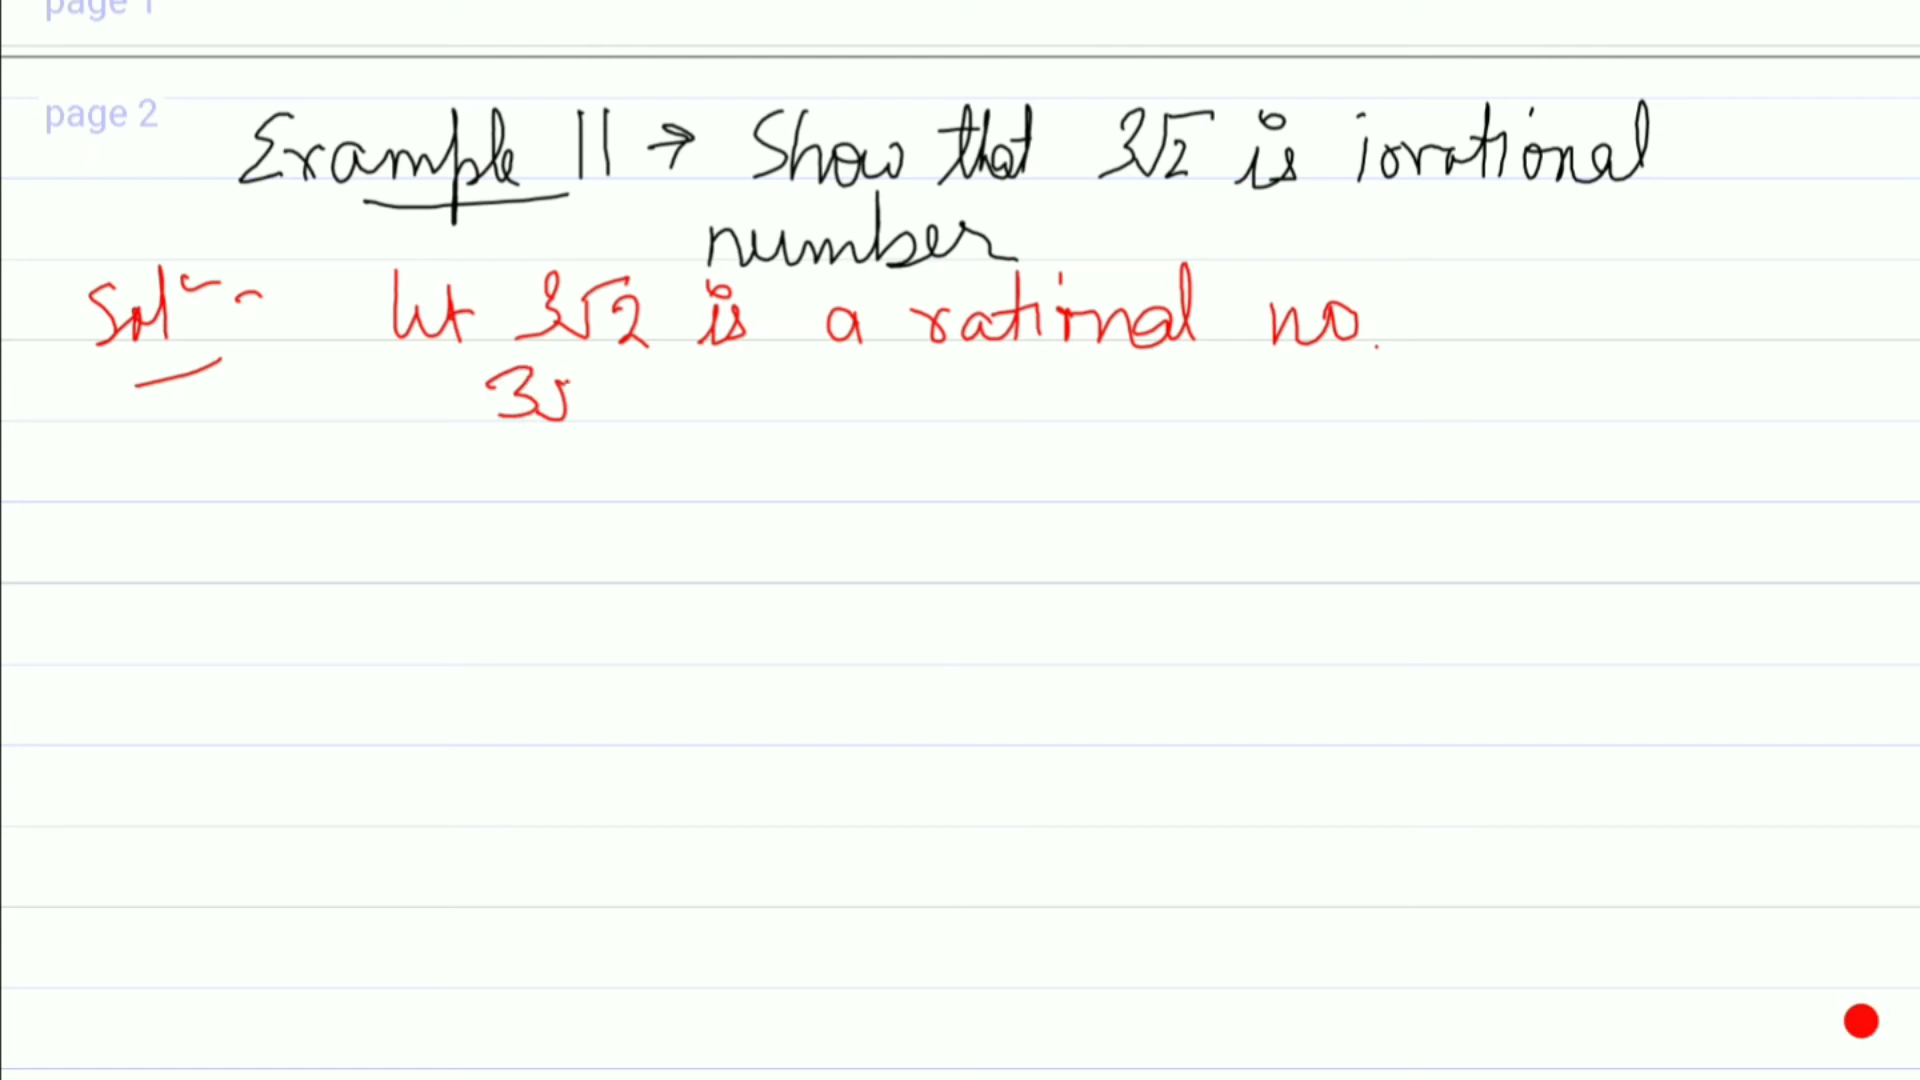 page 1
page 2
Example 11 → Show that 3√2 is irrational
number
Sol
let 3√2 is a rational no.
3